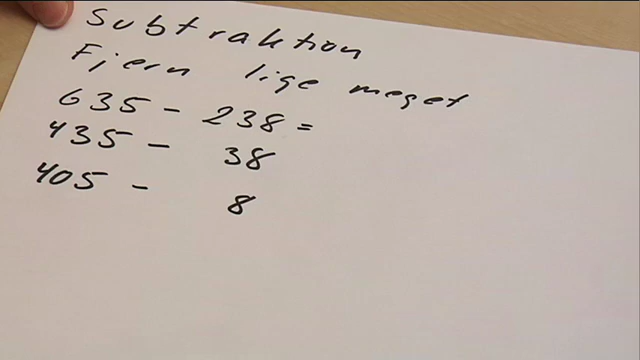 Subtraktion
Fjern lige meget
635 - 238 =
435 - 38
405 - 8